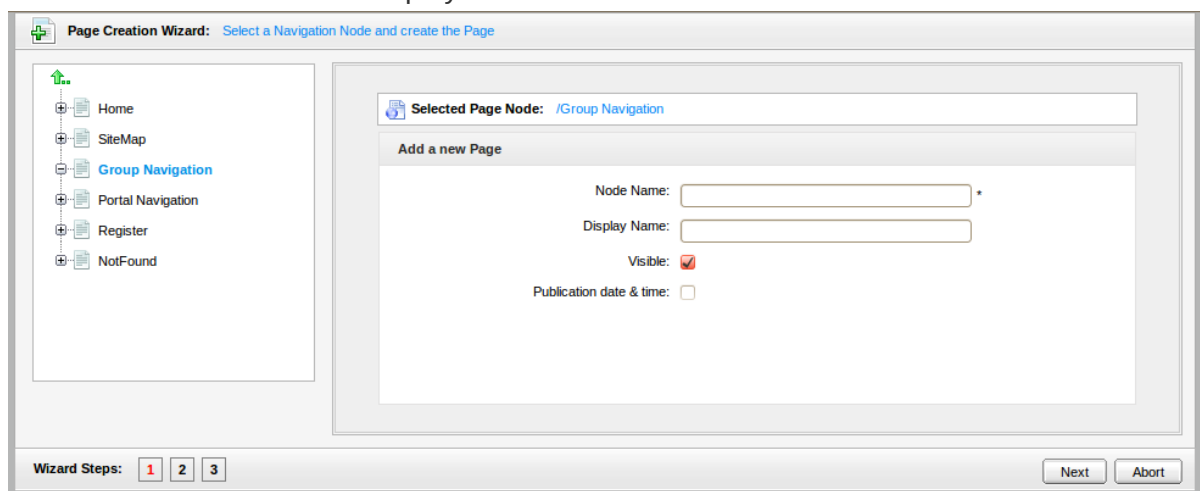 Page Creation Wizard: Select a Navigation Node and create the Page
Home
SiteMap
Group Navigation
Portal Navigation
Register
NotFound
Selected Page Node: /Group Navigation
Add a new Page
Node Name: *
Display Name:
Visible:
Publication date & time:
Wizard Steps: 1 2 3
Next Abort